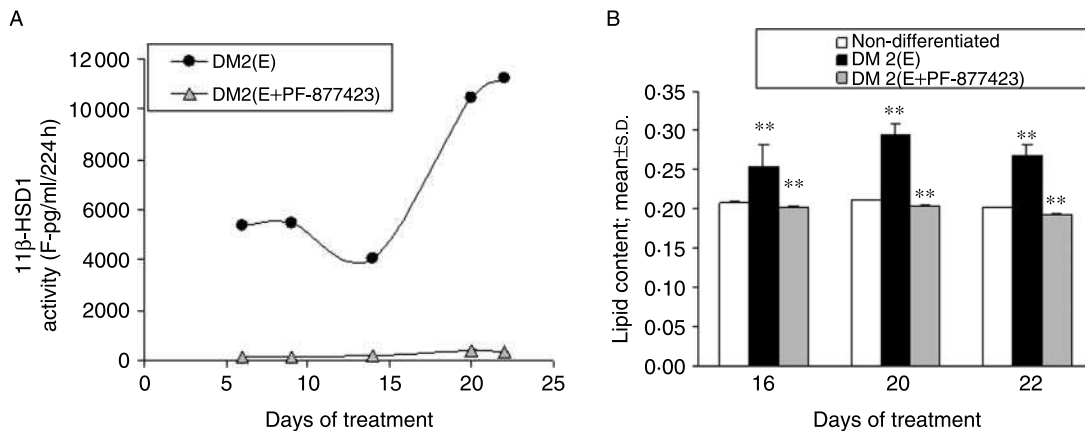 A
12 000
10 000
8000
6000
4000
2000
0
11β-HSD1
activity (F-pg/ml/224 h)
DM2(E)
DM2(E+PF-877423)
0 5 10 15 20 25
Days of treatment
B
Non-differentiated
DM 2(E)
DM 2(E+PF-877423)
0·35
0·30
0·25
0·20
0·15
0·10
0·05
0·00
Lipid content; mean±S.D.
** ** **
** ** **
16 20 22
Days of treatment